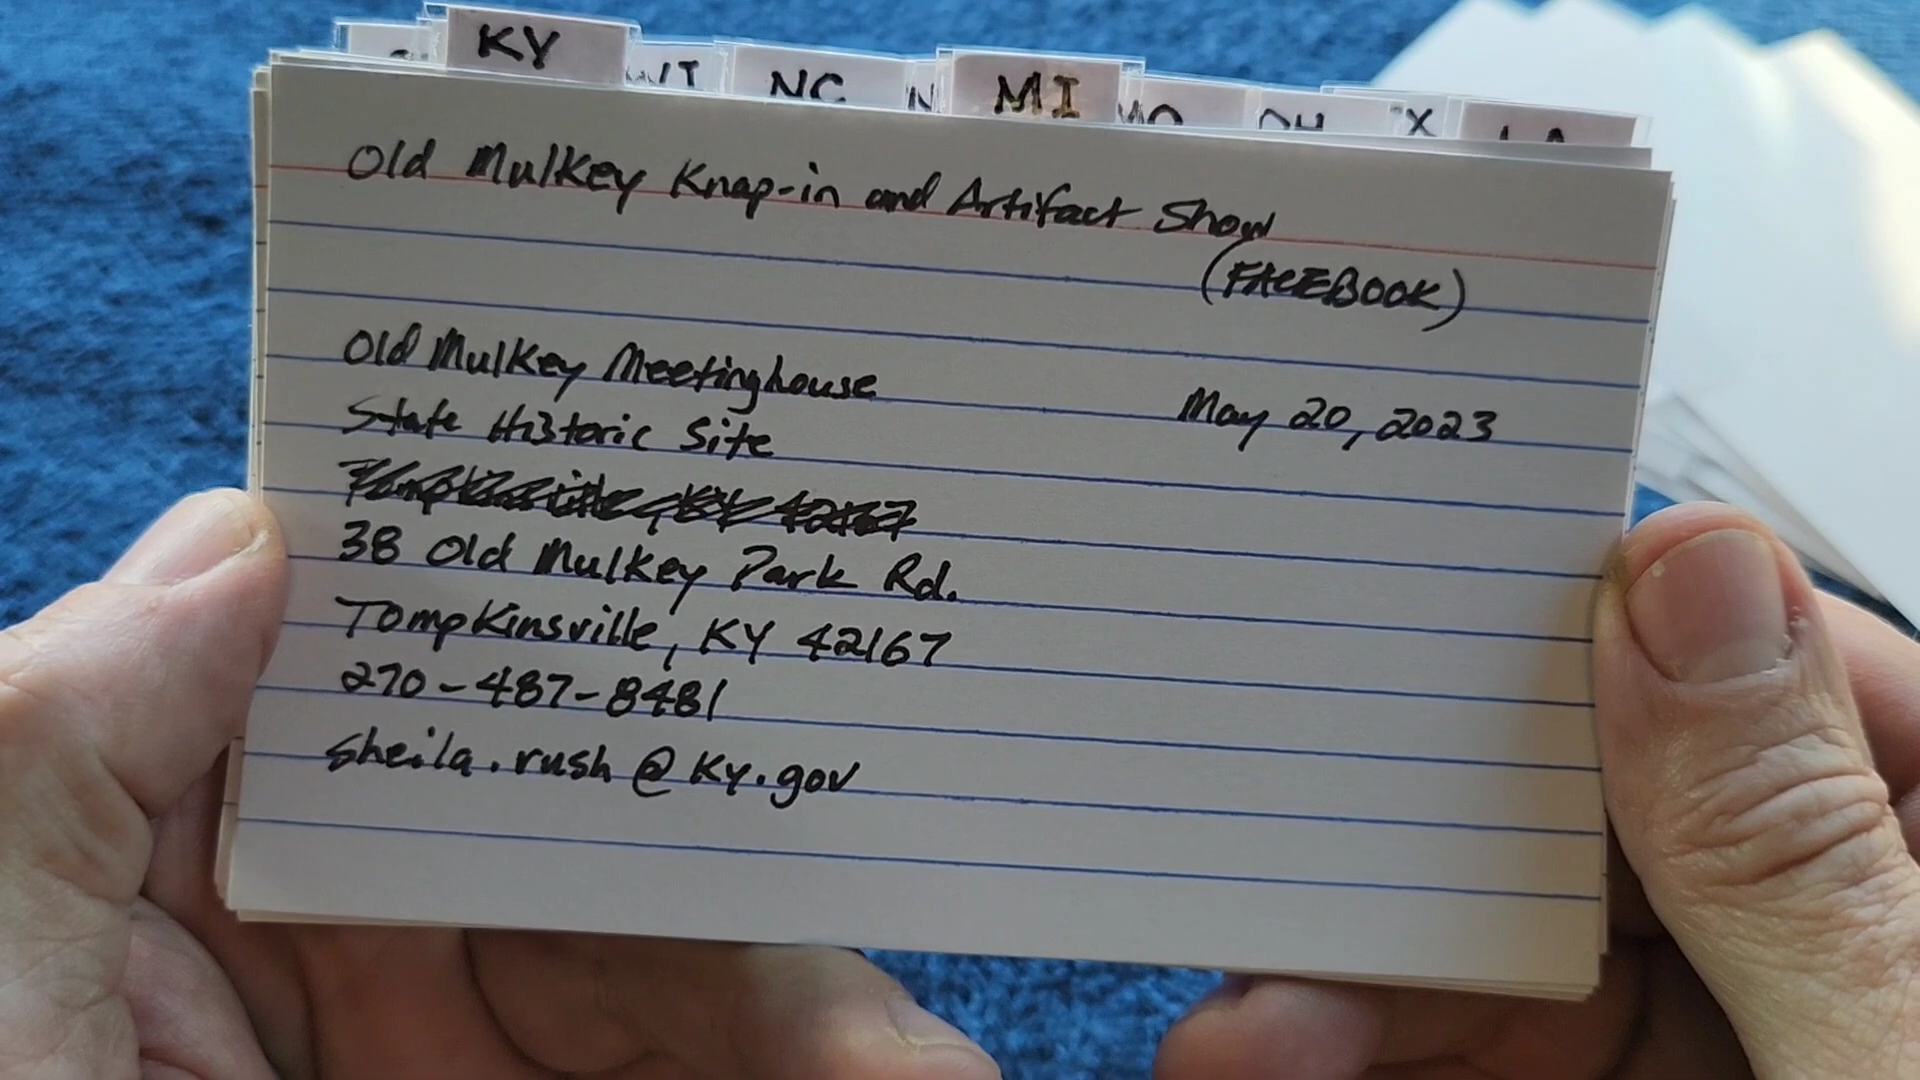 KY NC MI
Old Mulkey Knap-in and Artifact Show
(FACEBOOK)
Old Mulkey Meetinghouse May 20, 2023
State Historic Site
38 Old Mulkey Park Rd.
Tompkinsville, KY 42167
270-487-8481
sheila.rush@ky.gov